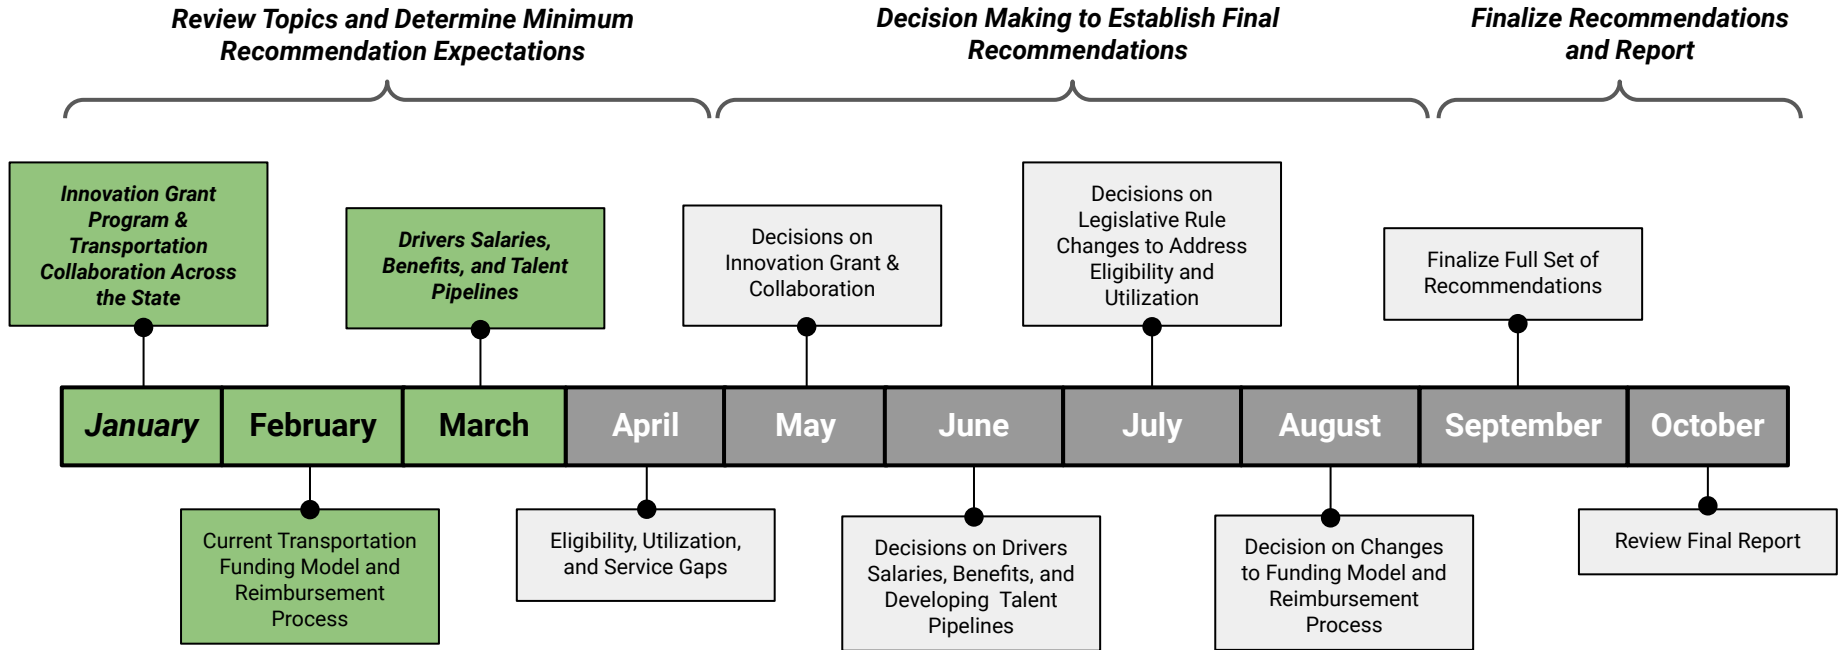 Review Topics and Determine Minimum
Recommendation Expectations
Decision Making to Establish Final
Recommendations
Finalize Recommendations
and Report
Innovation Grant
Program &
Transportation
Collaboration Across
the State
Drivers Salaries,
Benefits, and Talent
Pipelines
Decisions on
Innovation Grant &
Collaboration
Decisions on
Legislative Rule
Changes to Address
Eligibility and
Utilization
Finalize Full Set of
Recommendations
January
February
March
April
May
June
July
August
September
October
Current Transportation
Funding Model and
Reimbursement
Process
Eligibility, Utilization,
and Service Gaps
Decisions on Drivers
Salaries, Benefits, and
Developing Talent
Pipelines
Decision on Changes
to Funding Model and
Reimbursement
Process
Review Final Report